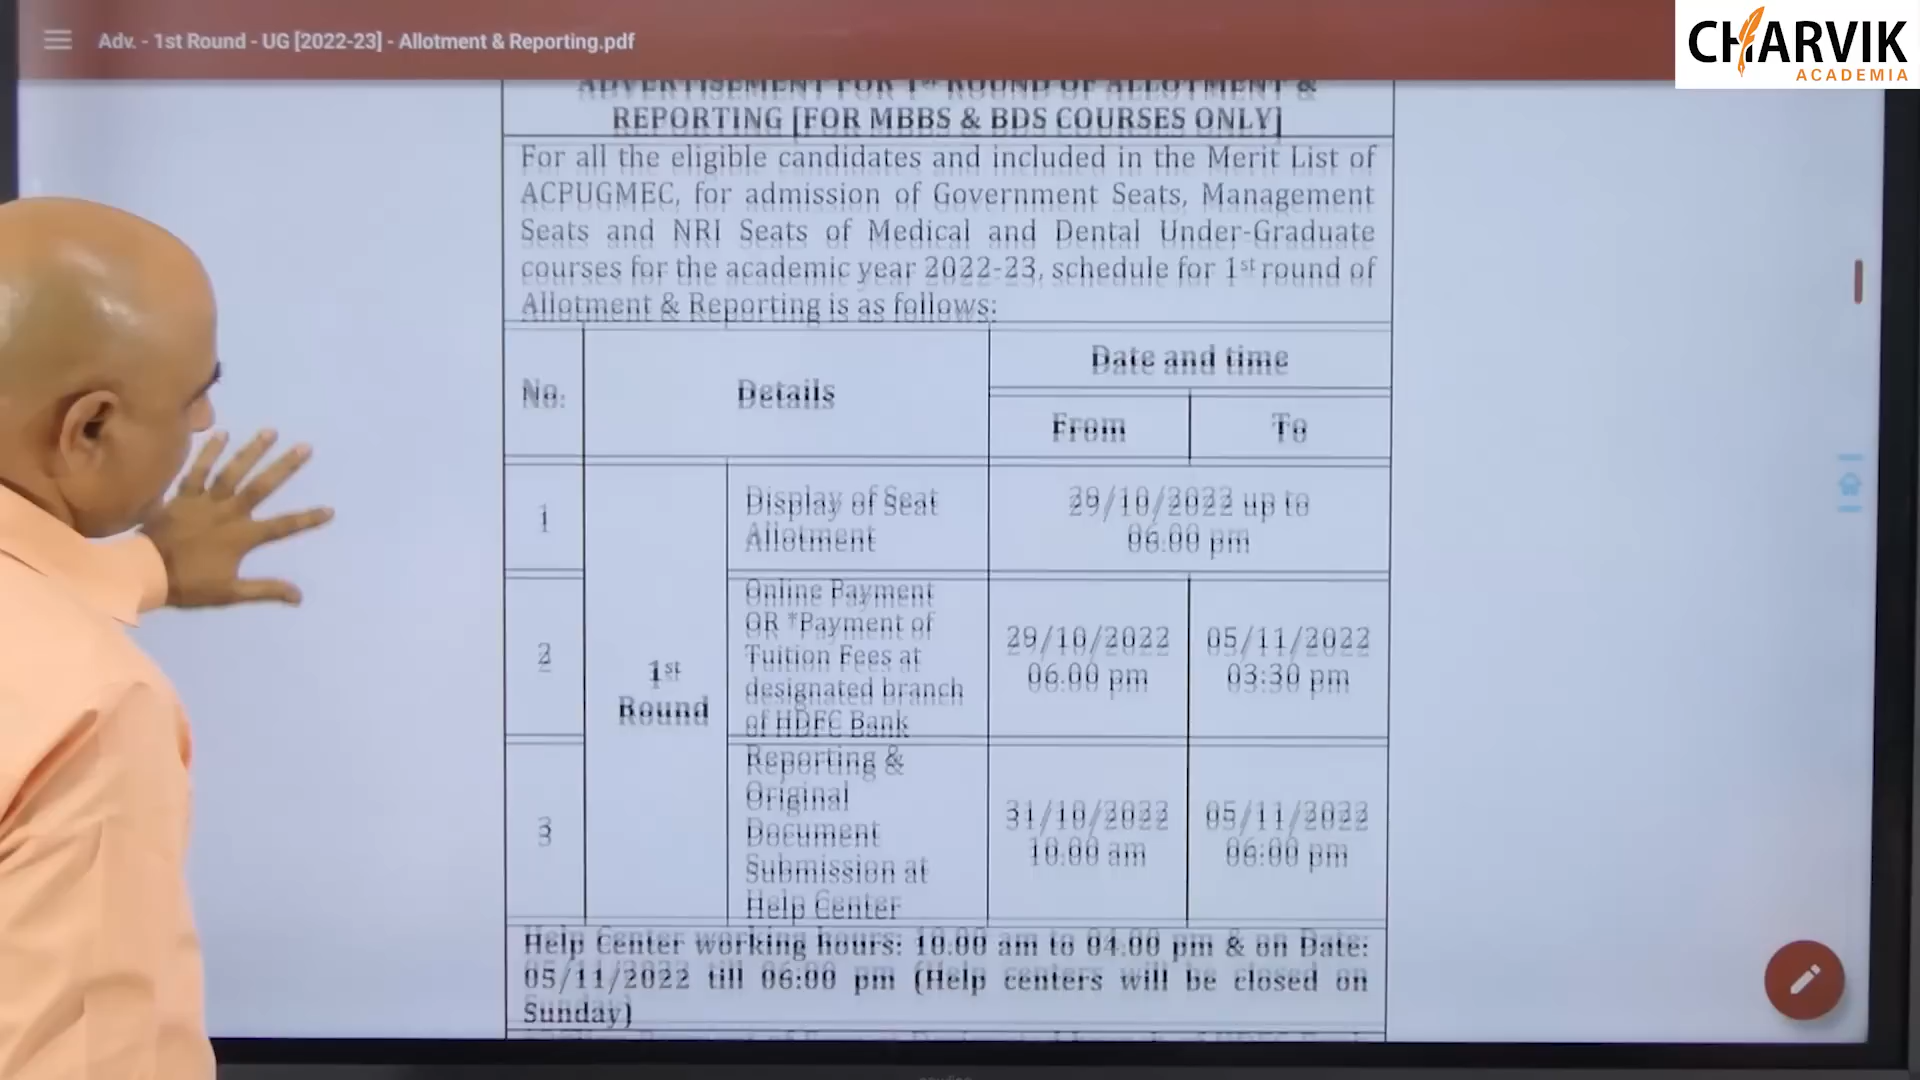 Adv. - 1st Round - UG [2022-23] - Allotment & Reporting.pdf
CHARVIK
ACADEMIA
ADVERTISEMENT FOR 1st ROUND OF ALLOTMENT &
REPORTING [FOR MBBS & BDS COURSES ONLY]
For all the eligible candidates and included in the Merit List of
ACPUGMEC, for admission of Government Seats, Management
Seats and NRI Seats of Medical and Dental Under-Graduate
courses for the academic year 2022-23, schedule for 1st round of
Allotment & Reporting is as follows:
No.
Details
Date and time
From
To
1
Display of Seat
Allotment
29/10/2022 up to
06.00 pm
1st
Round
2
Online Payment
OR *Payment of
Tuition Fees at
designated branch
of HDFC Bank
29/10/2022
06.00 pm
05/11/2022
03:30 pm
3
Reporting &
Original
Document
Submission at
Help Center
31/10/2022
10.00 am
05/11/2022
06:00 pm
Help Center working hours: 10.00 am to 04.00 pm & on Date:
05/11/2022 till 06:00 pm (Help centers will be closed on
Sunday)